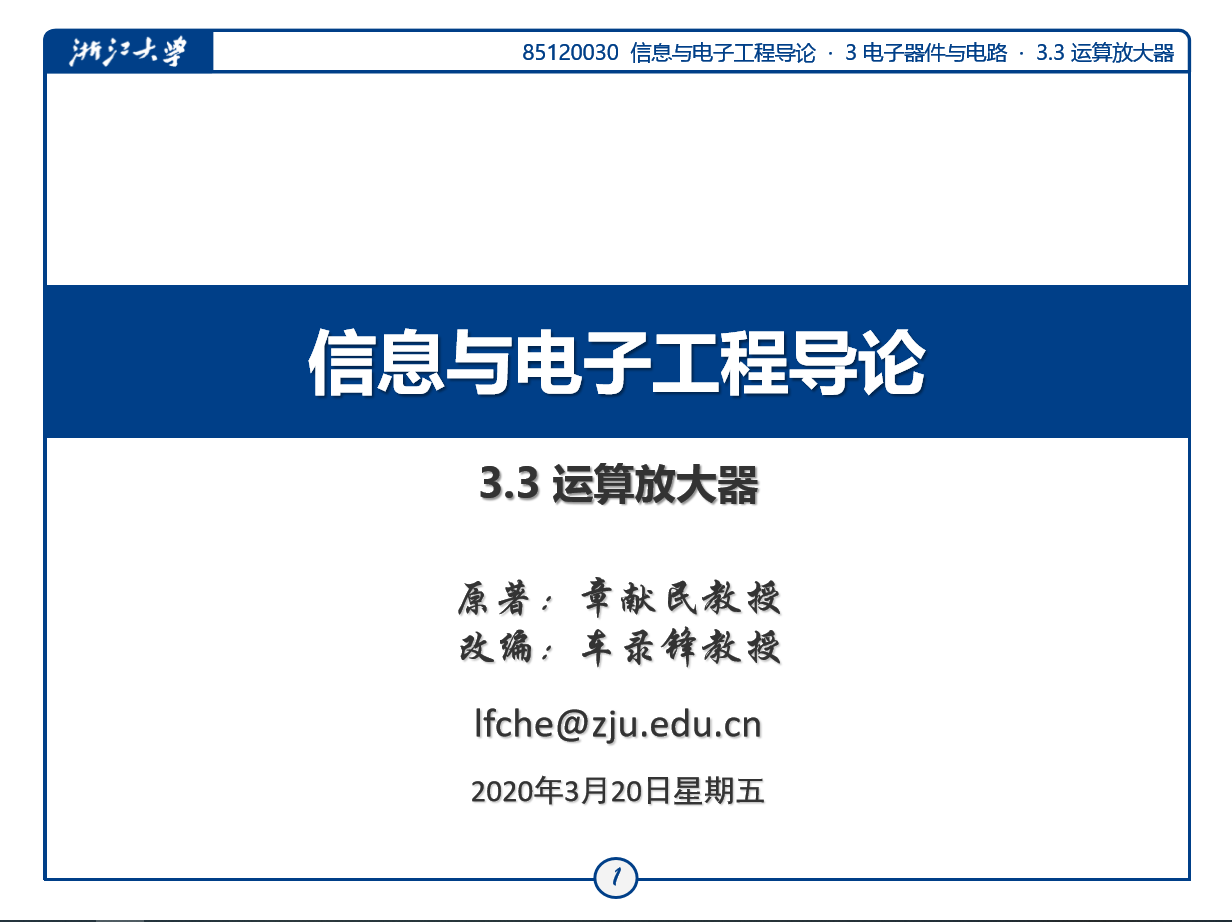 浙江大学
85120030 信息与电子工程导论 · 3 电子器件与电路 · 3.3 运算放大器
信息与电子工程导论
3.3 运算放大器
原著：章献民教授
改编：车录锋教授
lfche@zju.edu.cn
2020年3月20日星期五
1